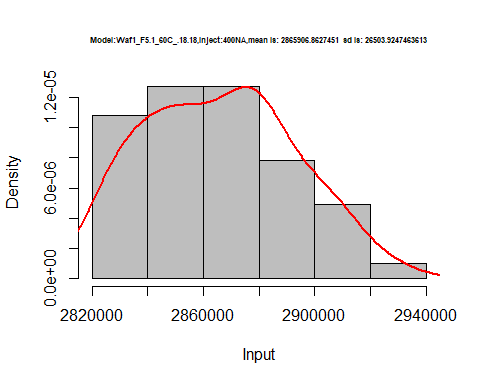 Model:Waf1_F5.1_60C_.18.18,Inject:400NA,mean is: 2865906.8627451 sd is: 26503.9247463613
Density
1.2e-05
6.0e-06
0.0e+00
2820000 2860000 2900000 2940000
Input